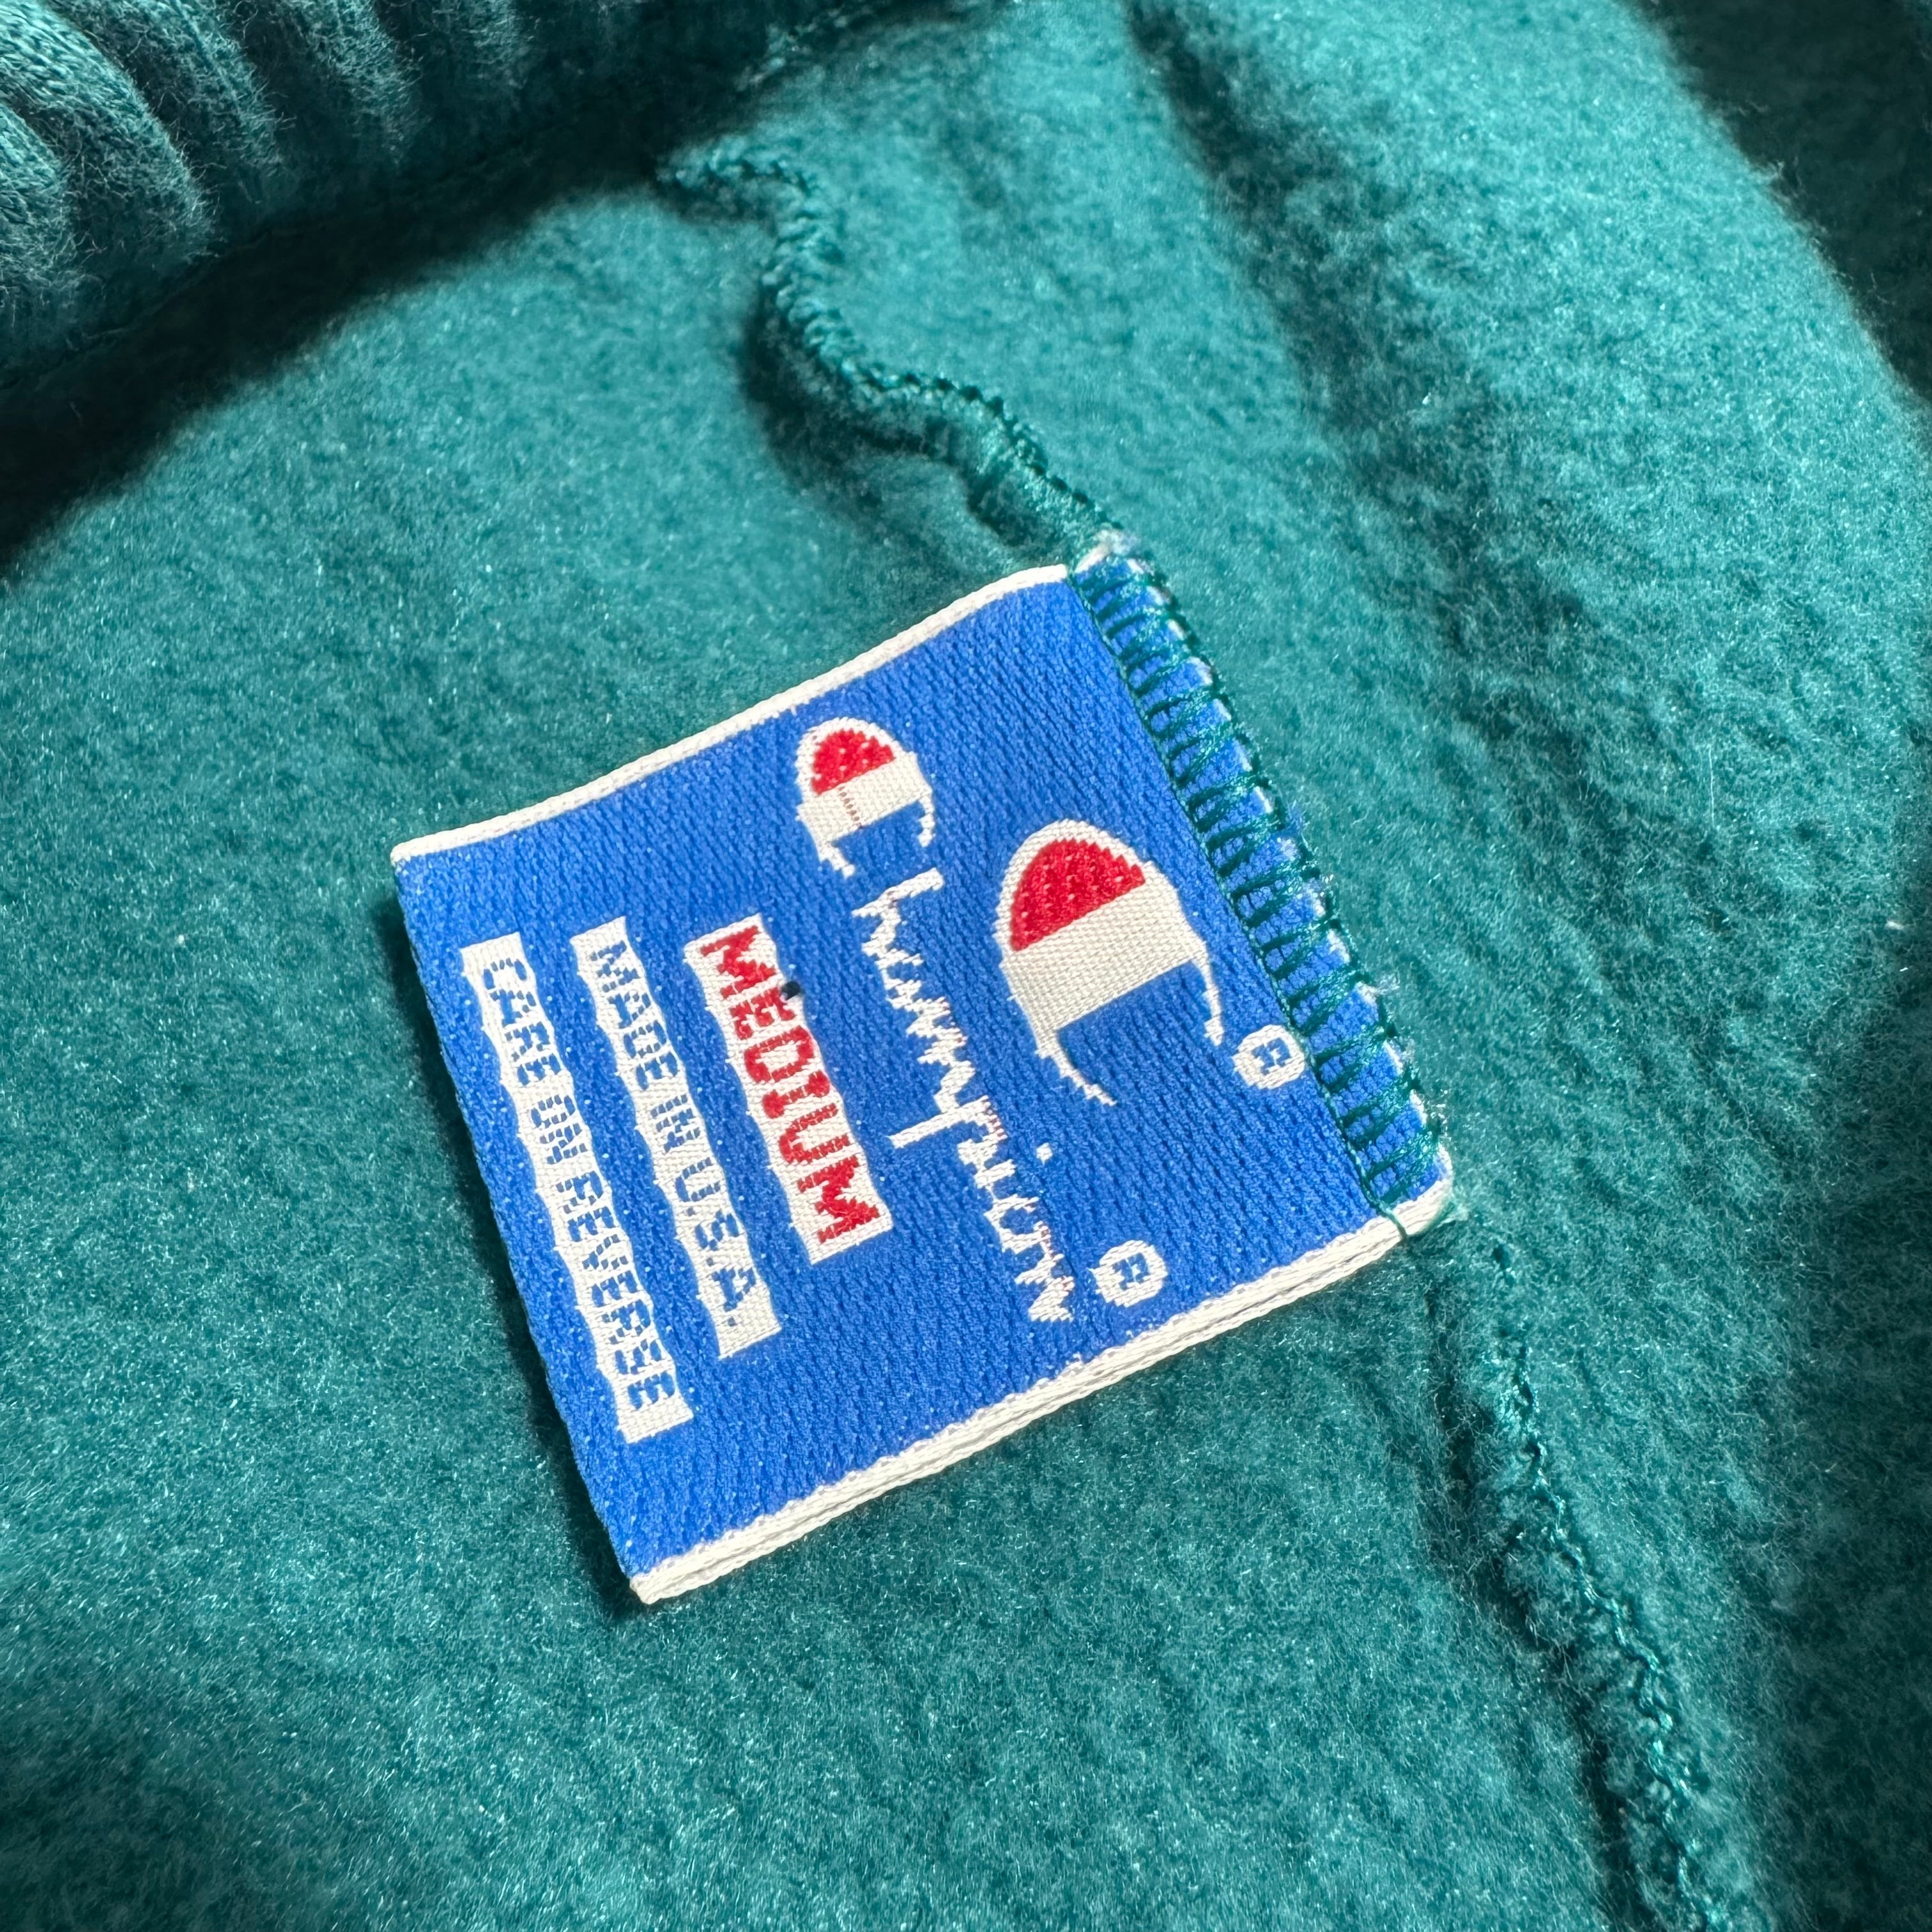 ®
Champion®
MEDIUM
MADE IN U.S.A.
CARE ON REVERSE